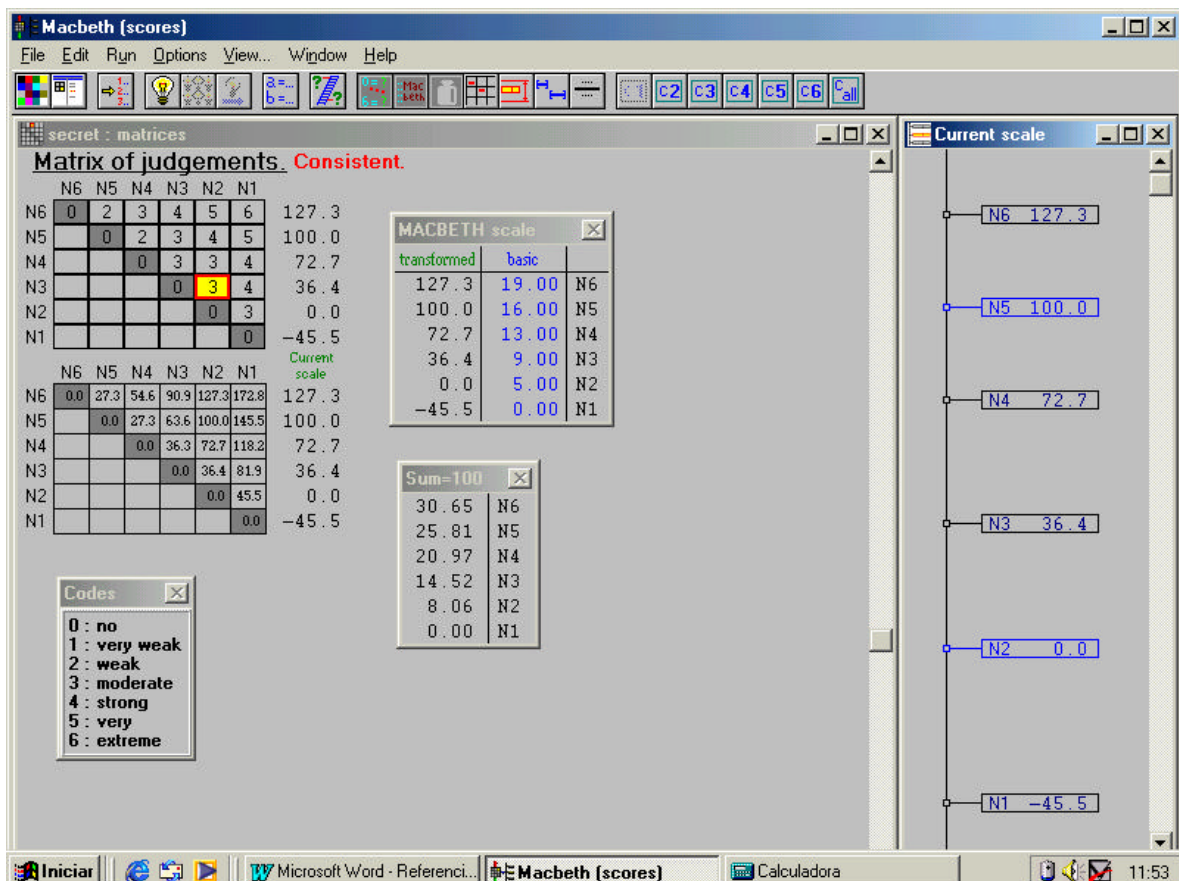 Macbeth (scores)
File Edit Run Options View... Window Help
Mac beth
C2 C3 C4 C5 C6 Call
secret : matrices
Matrix of judgements. Consistent.
N6 N5 N4 N3 N2 N1
N6 0 2 3 4 5 6 127.3
N5 0 2 3 4 5 100.0
N4 0 3 3 4 72.7
N3 0 3 4 36.4
N2 0 3 0.0
N1 0 -45.5
Current
scale
N6 N5 N4 N3 N2 N1
N6 0.0 27.3 54.6 90.9 127.3 172.8 127.3
N5 0.0 27.3 63.6 100.0 145.5 100.0
N4 0.0 36.3 72.7 118.2 72.7
N3 0.0 36.4 81.9 36.4
N2 0.0 45.5 0.0
N1 0.0 -45.5
MACBETH scale
transformed basic
127.3 19.00 N6
100.0 16.00 N5
72.7 13.00 N4
36.4 9.00 N3
0.0 5.00 N2
-45.5 0.00 N1
Sum=100
30.65 N6
25.81 N5
20.97 N4
14.52 N3
8.06 N2
0.00 N1
Codes
0 : no
1 : very weak
2 : weak
3 : moderate
4 : strong
5 : very
6 : extreme
Current scale
N6 127.3
N5 100.0
N4 72.7
N3 36.4
N2 0.0
N1 -45.5
Iniciar
Microsoft Word - Referenci...
Macbeth (scores)
Calculadora
11:53